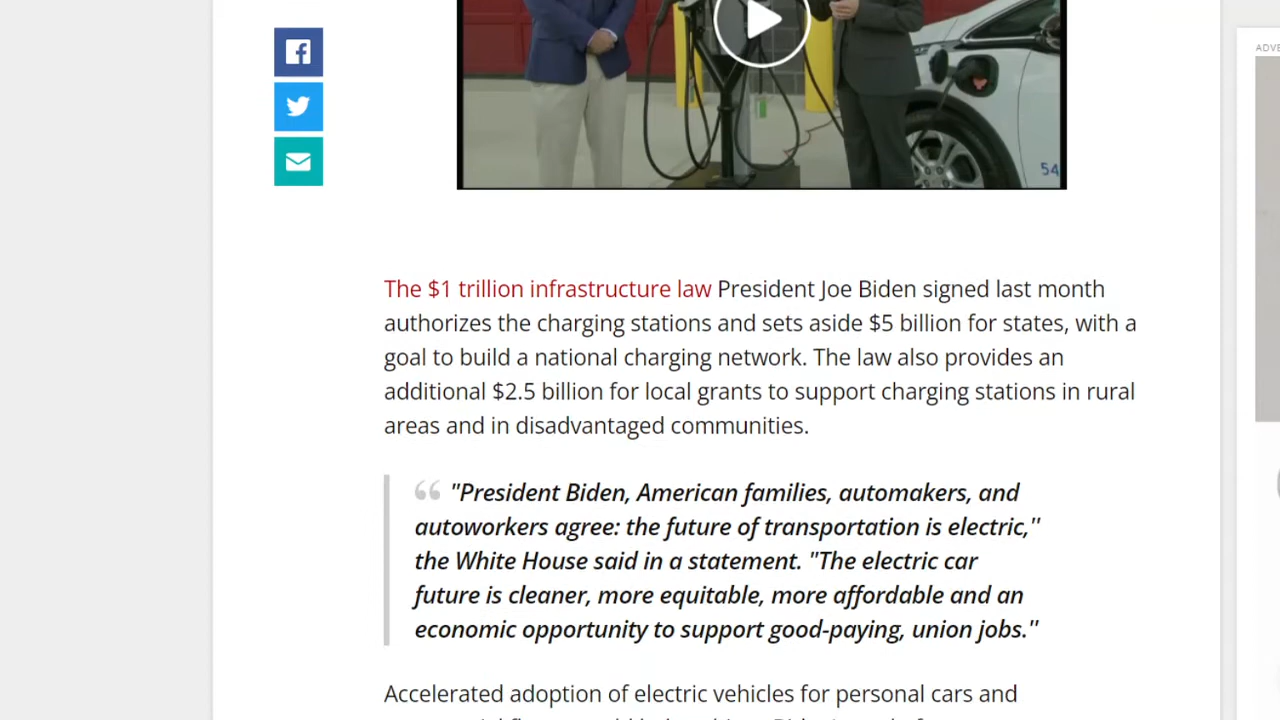 ADVE
54
The $1 trillion infrastructure law President Joe Biden signed last month
authorizes the charging stations and sets aside $5 billion for states, with a
goal to build a national charging network. The law also provides an
additional $2.5 billion for local grants to support charging stations in rural
areas and in disadvantaged communities.
"President Biden, American families, automakers, and
autoworkers agree: the future of transportation is electric,"
the White House said in a statement. "The electric car
future is cleaner, more equitable, more affordable and an
economic opportunity to support good-paying, union jobs."
Accelerated adoption of electric vehicles for personal cars and